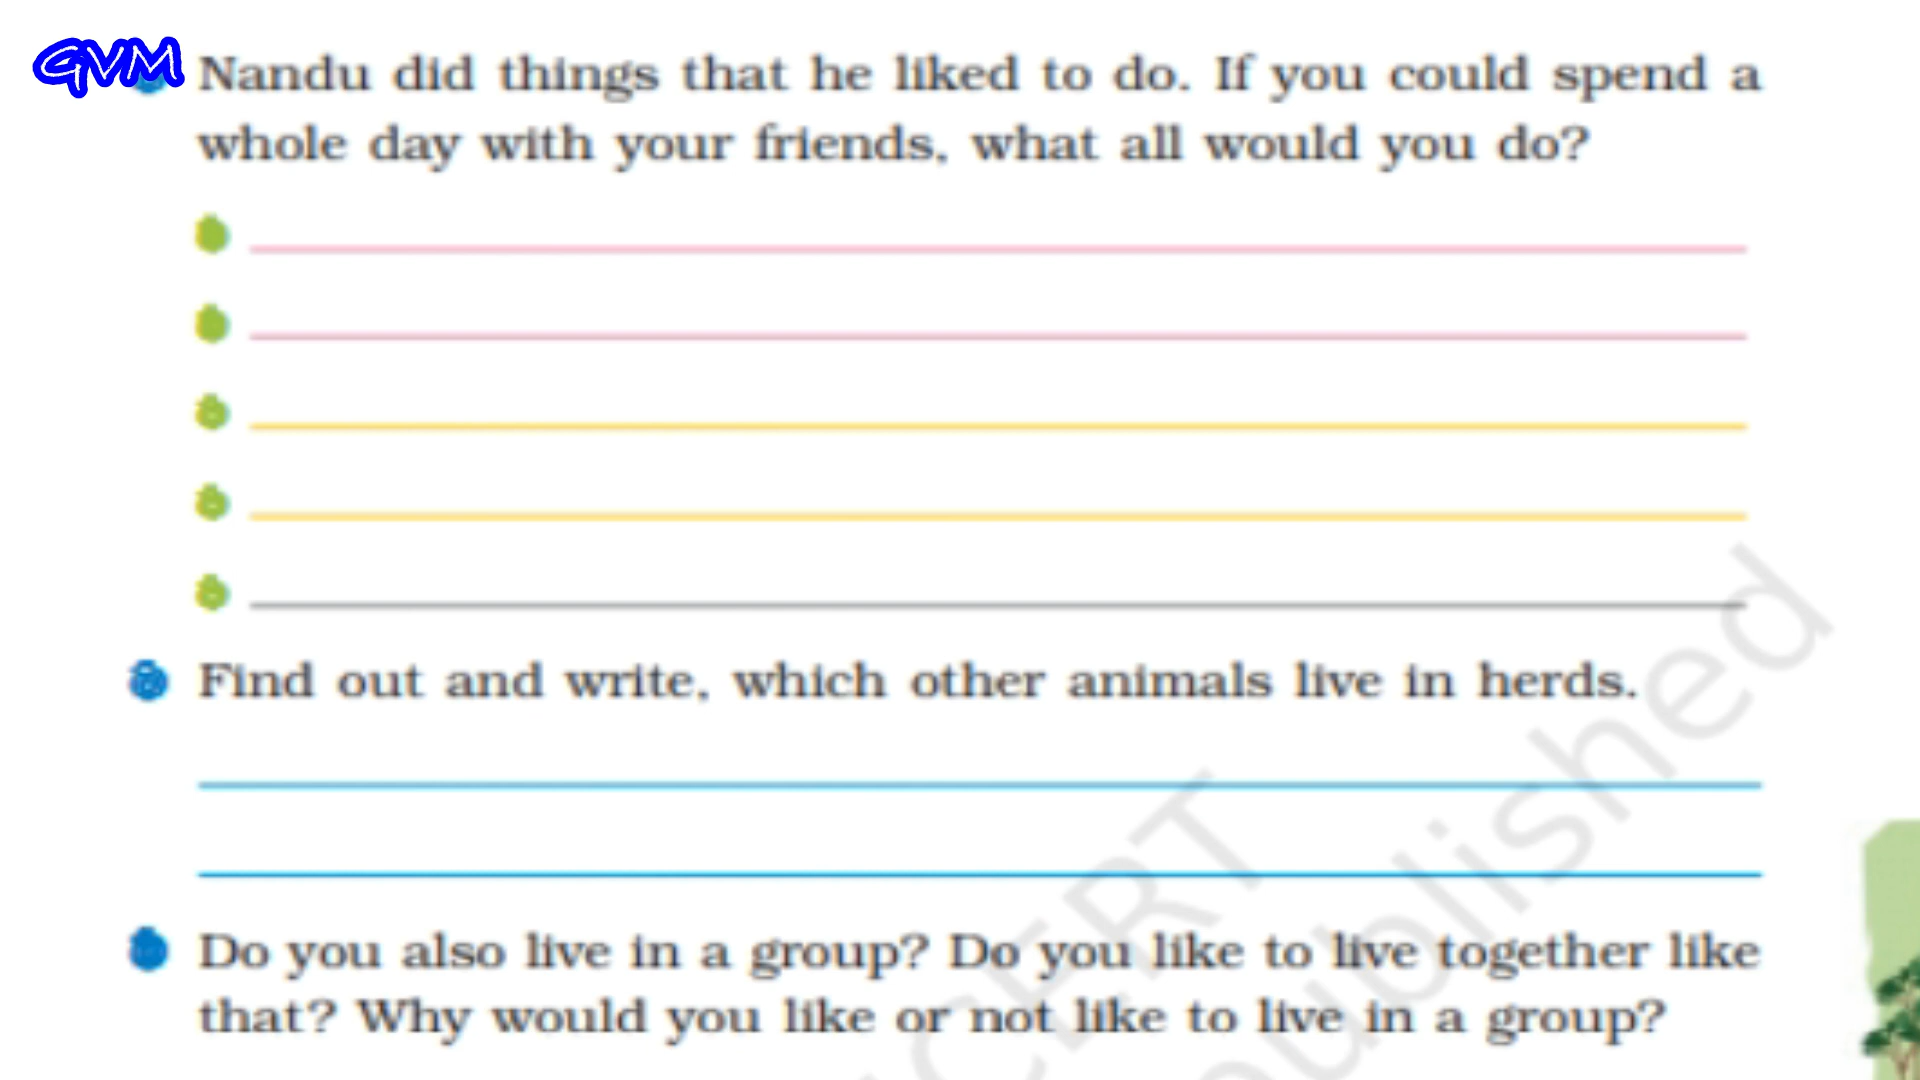 GVM
Nandu did things that he liked to do. If you could spend a
whole day with your friends, what all would you do?
Find out and write, which other animals live in herds.
Do you also live in a group? Do you like to live together like
that? Why would you like or not like to live in a group?
CERT
published